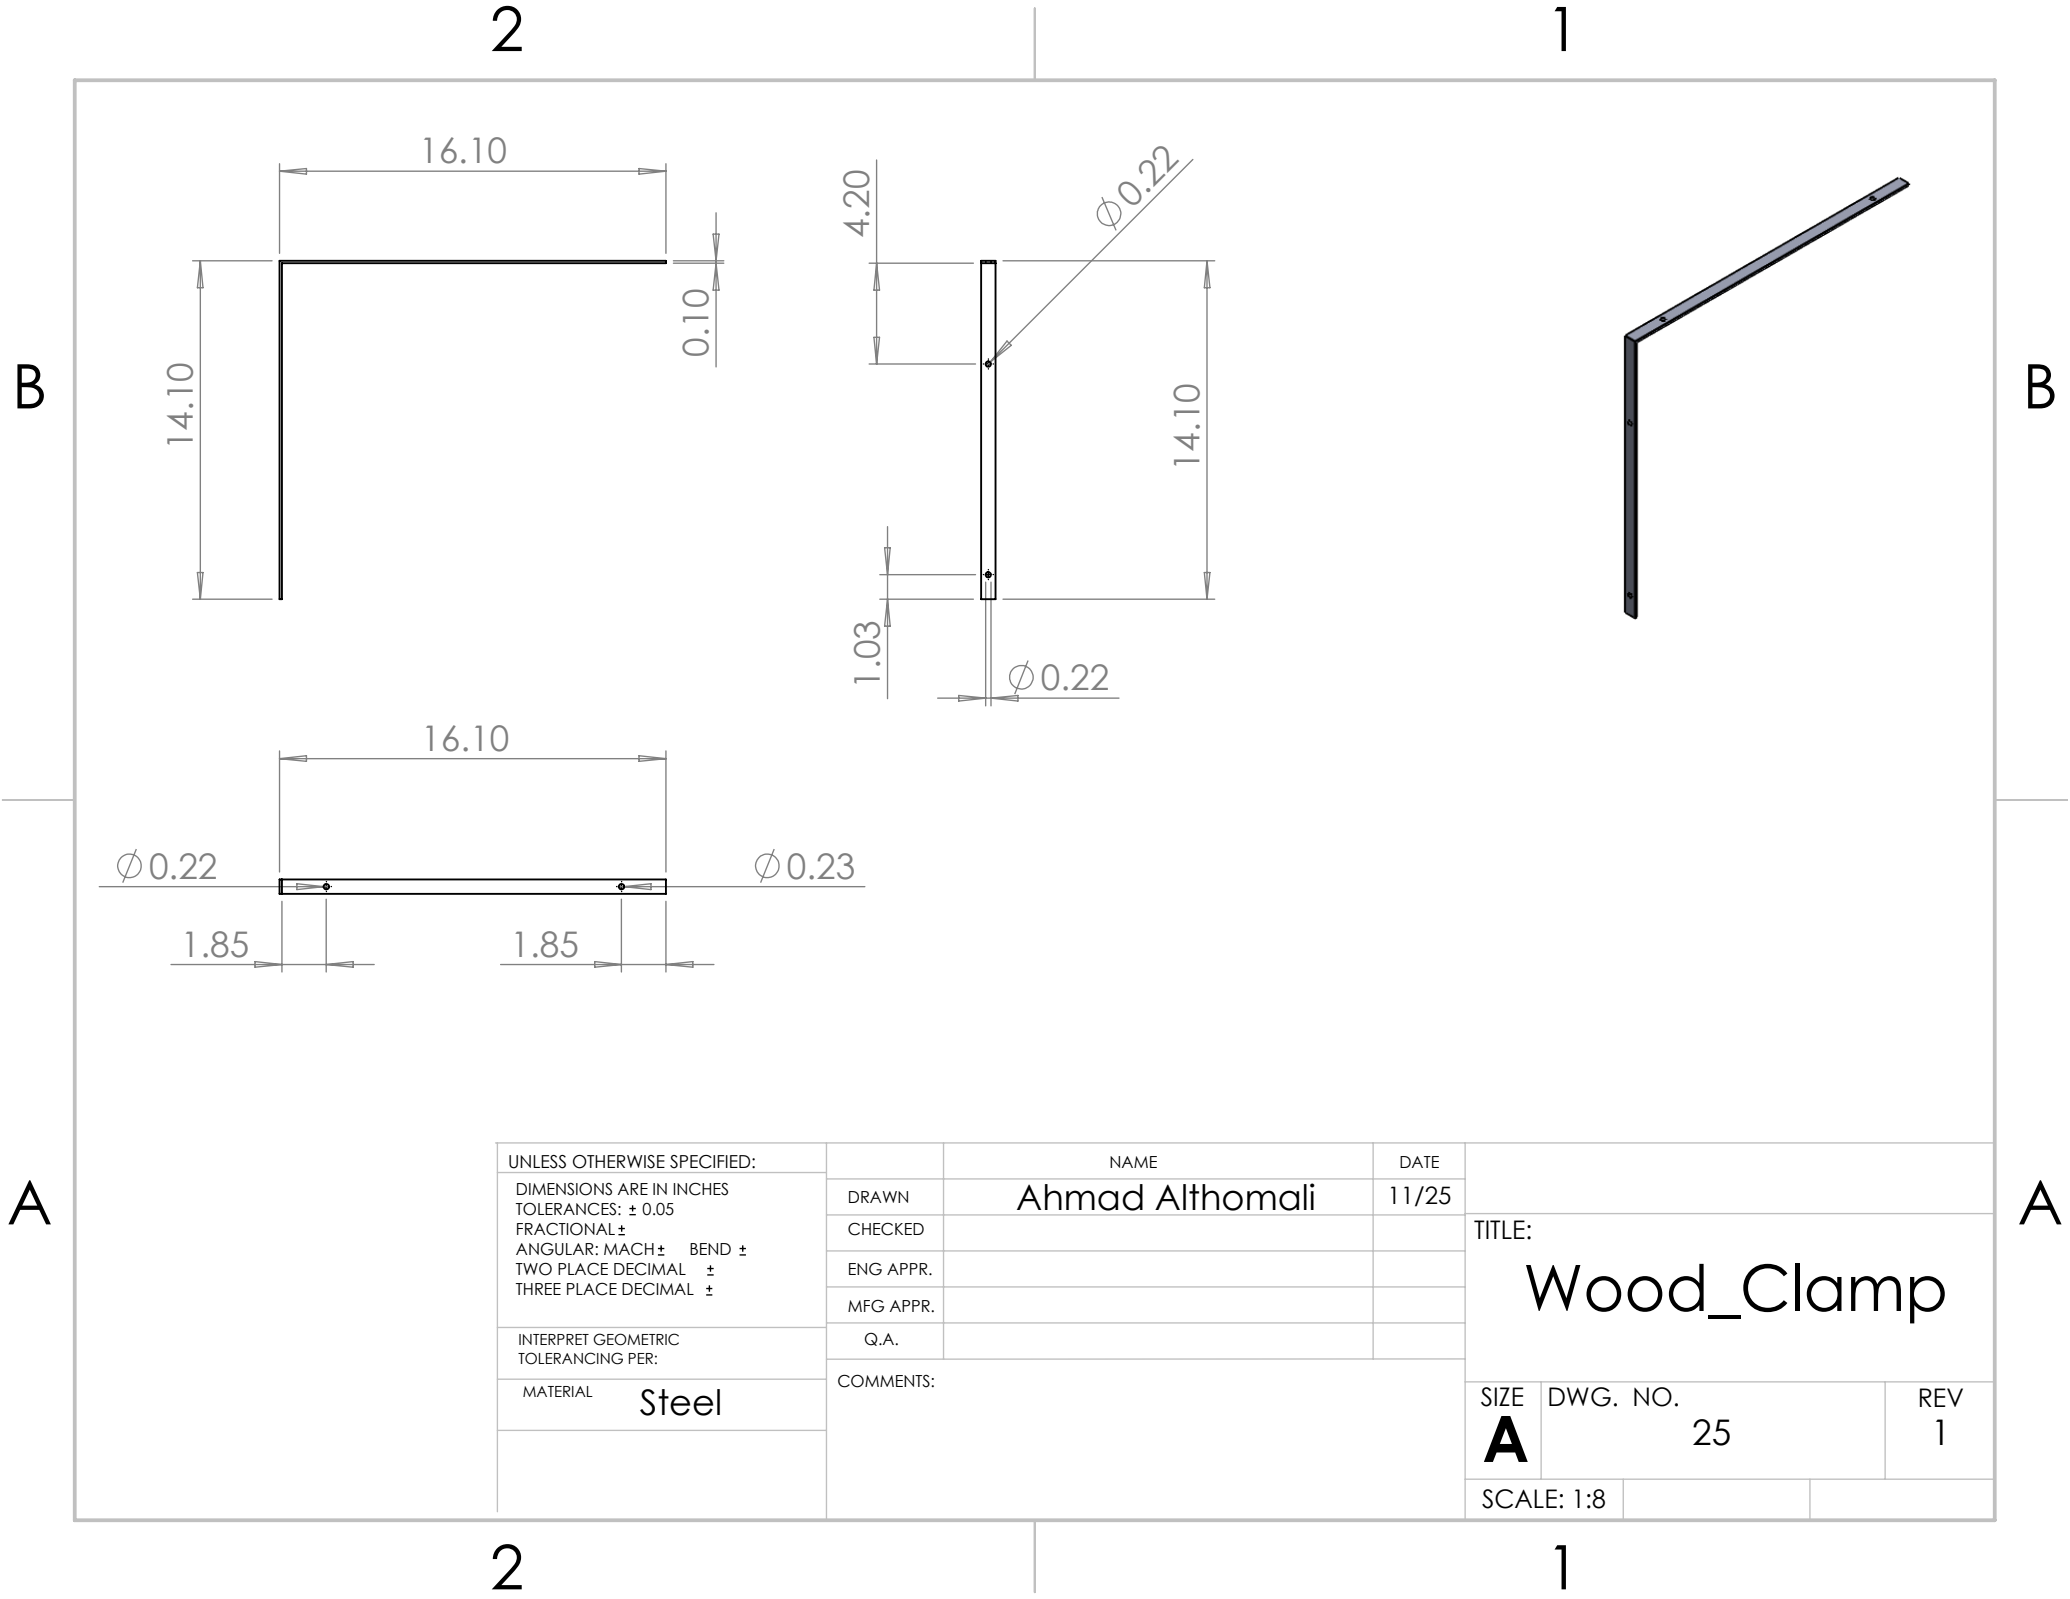 2 1
16.10
4.20
∅0.22
0.10
14.10
14.10
B B
1.03
∅0.22
16.10
∅0.22
∅0.23
1.85
1.85
A A
UNLESS OTHERWISE SPECIFIED:
DIMENSIONS ARE IN INCHES
TOLERANCES: ± 0.05
FRACTIONAL ±
ANGULAR: MACH ± BEND ±
TWO PLACE DECIMAL ±
THREE PLACE DECIMAL ±
INTERPRET GEOMETRIC
TOLERANCING PER:
MATERIAL Steel
NAME DATE
DRAWN Ahmad Althomali 11/25
CHECKED
ENG APPR.
MFG APPR.
Q.A.
COMMENTS:
TITLE:
Wood_Clamp
SIZE DWG. NO. REV
A 25 1
SCALE: 1:8
2 1